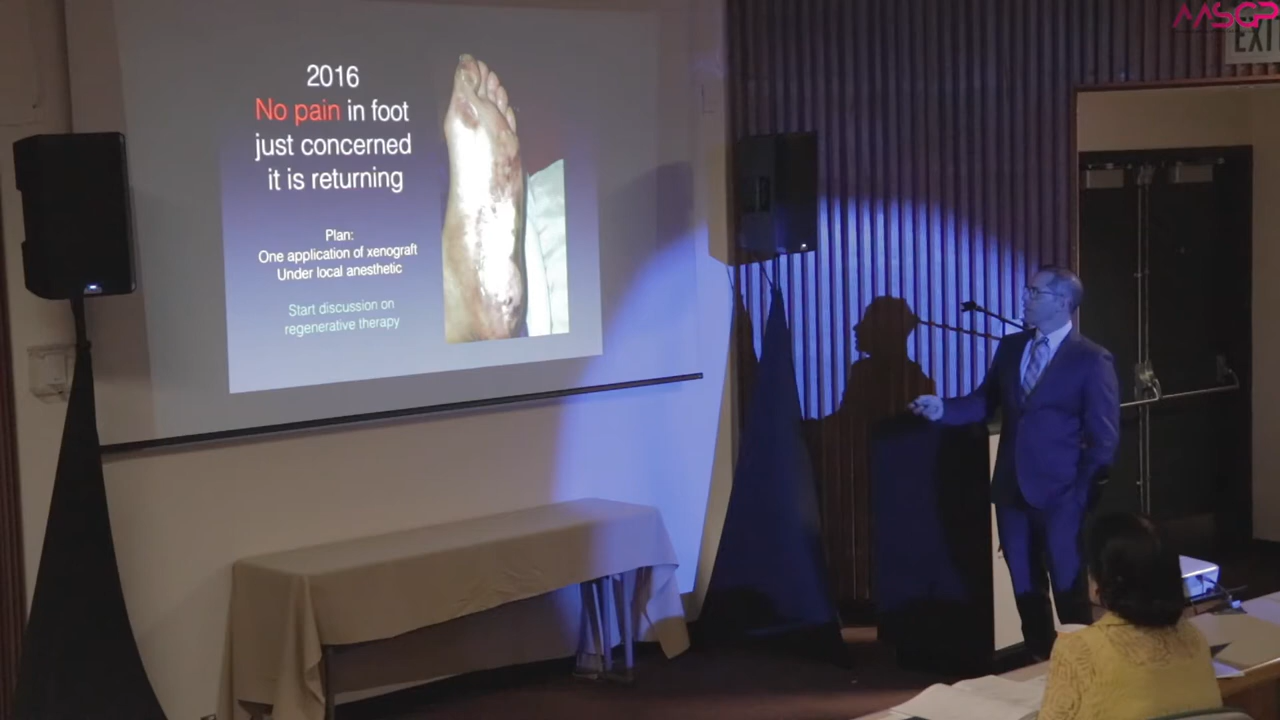 2016
No pain in foot
just concerned
it is returning
Plan:
One application of xenograft
Under local anesthetic
Start discussion on
regenerative therapy
AASCP
EXIT